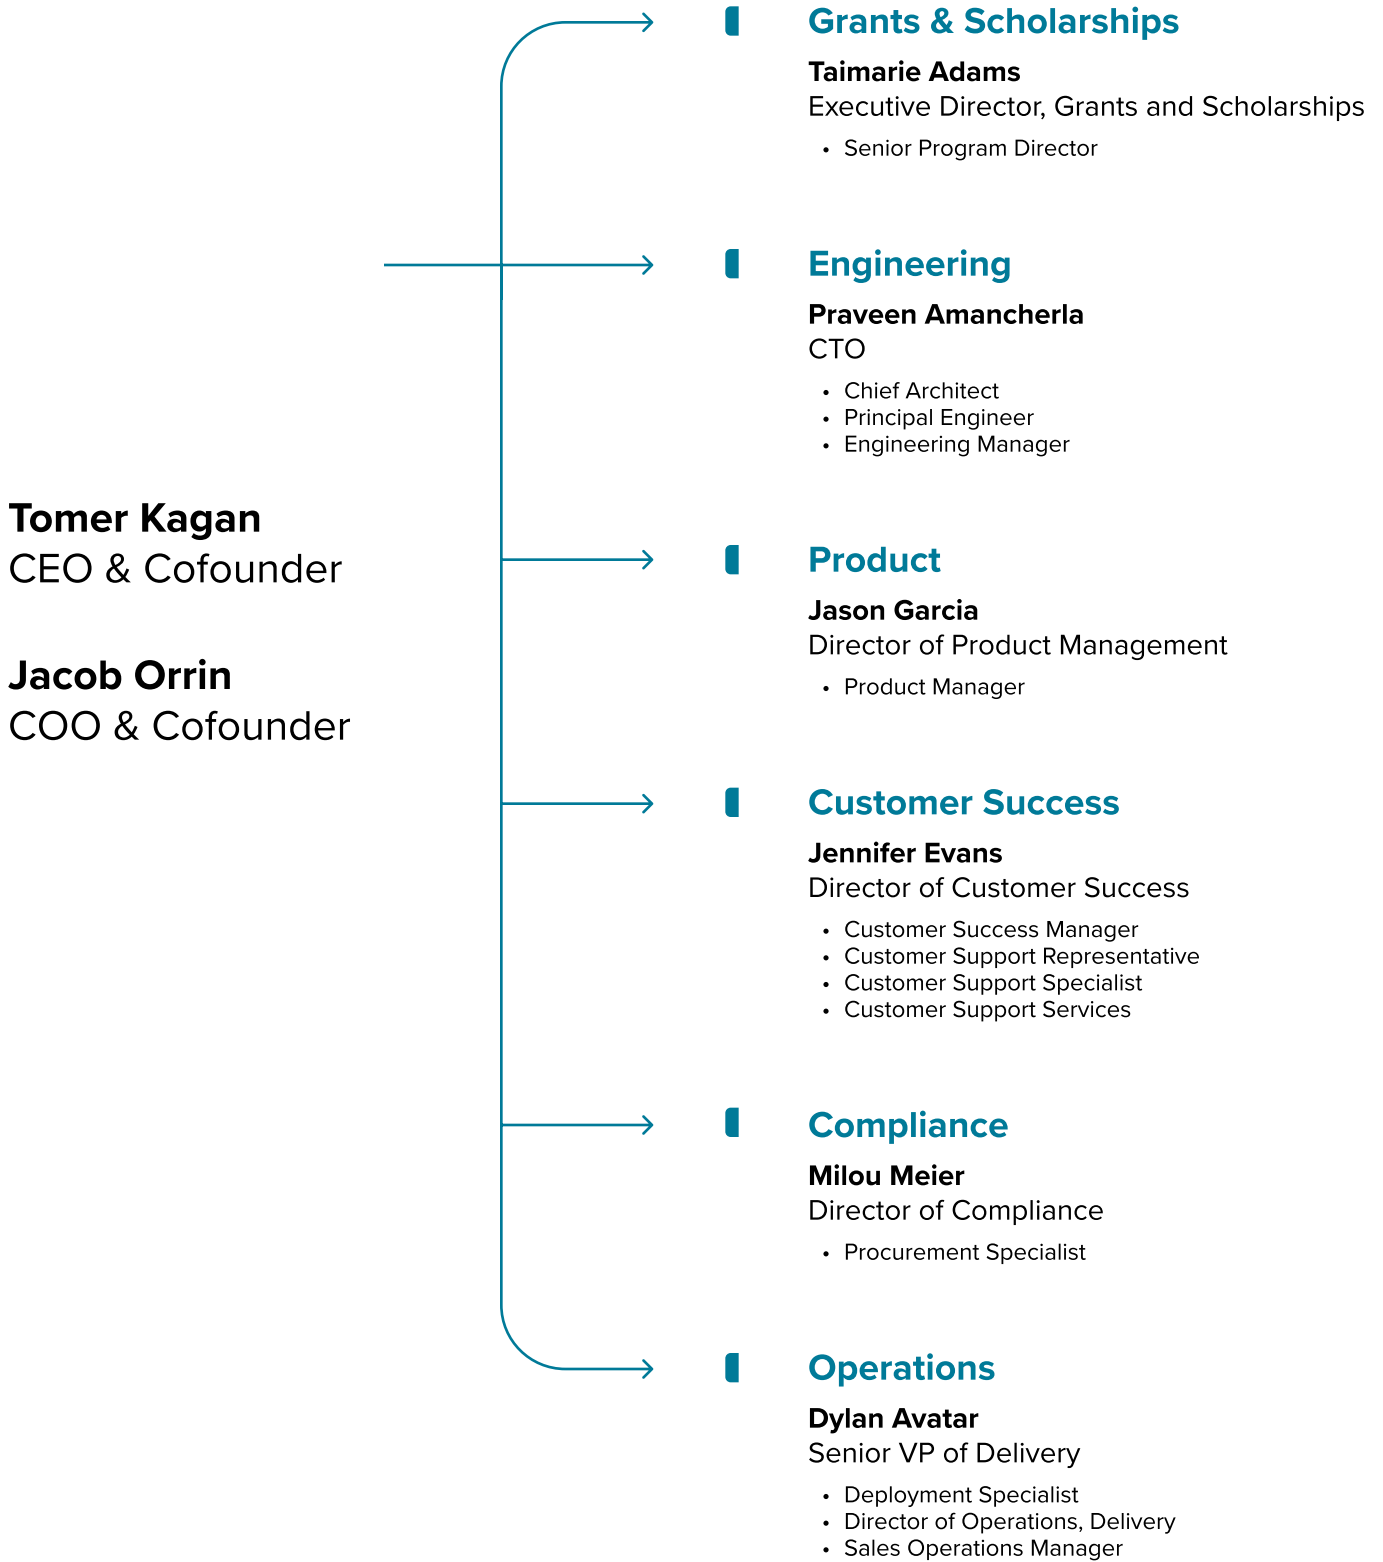 Tomer Kagan
CEO & Cofounder
Jacob Orrin
COO & Cofounder
Grants & Scholarships
Taimarie Adams
Executive Director, Grants and Scholarships
• Senior Program Director
Engineering
Praveen Amancherla
CTO
• Chief Architect
• Principal Engineer
• Engineering Manager
Product
Jason Garcia
Director of Product Management
• Product Manager
Customer Success
Jennifer Evans
Director of Customer Success
• Customer Success Manager
• Customer Support Representative
• Customer Support Specialist
• Customer Support Services
Compliance
Milou Meier
Director of Compliance
• Procurement Specialist
Operations
Dylan Avatar
Senior VP of Delivery
• Deployment Specialist
• Director of Operations, Delivery
• Sales Operations Manager